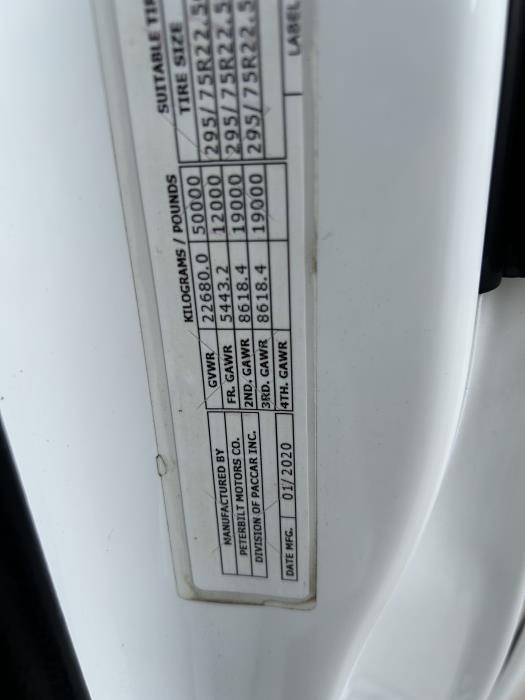 MANUFACTURED BY
PETERBILT MOTORS CO.
DIVISION OF PACCAR INC.
DATE MFG. 01/2020
KILOGRAMS / POUNDS SUITABLE TIRE
TIRE SIZE
GVWR 22680.0 50000
FR. GAWR 5443.2 12000 295/75R22.5
2ND. GAWR 8618.4 19000 295/75R22.5
3RD. GAWR 8618.4 19000 295/75R22.5
4TH. GAWR
LABEL